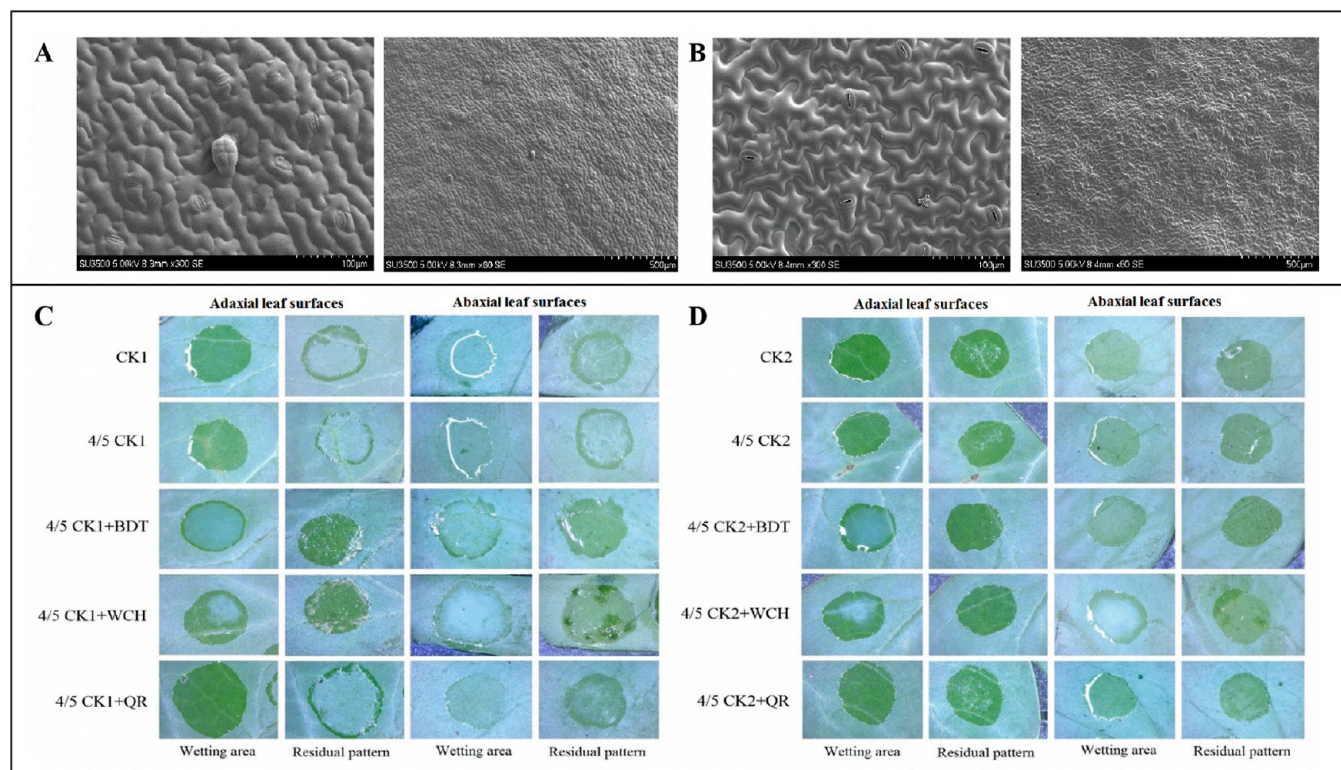 A
B
SU3500 5.00kV 8.3mm x300 SE
100μm
SU3500 5.00kV 8.3mm x60 SE
500μm
SU3500 5.00kV 8.4mm x300 SE
100μm
SU3500 5.00kV 8.4mm x60 SE
500μm
C
Adaxial leaf surfaces
Abaxial leaf surfaces
CK1
4/5 CK1
4/5 CK1+BDT
4/5 CK1+WCH
4/5 CK1+QR
Wetting area
Residual pattern
Wetting area
Residual pattern
D
Adaxial leaf surfaces
Abaxial leaf surfaces
CK2
4/5 CK2
4/5 CK2+BDT
4/5 CK2+WCH
4/5 CK2+QR
Wetting area
Residual pattern
Wetting area
Residual pattern